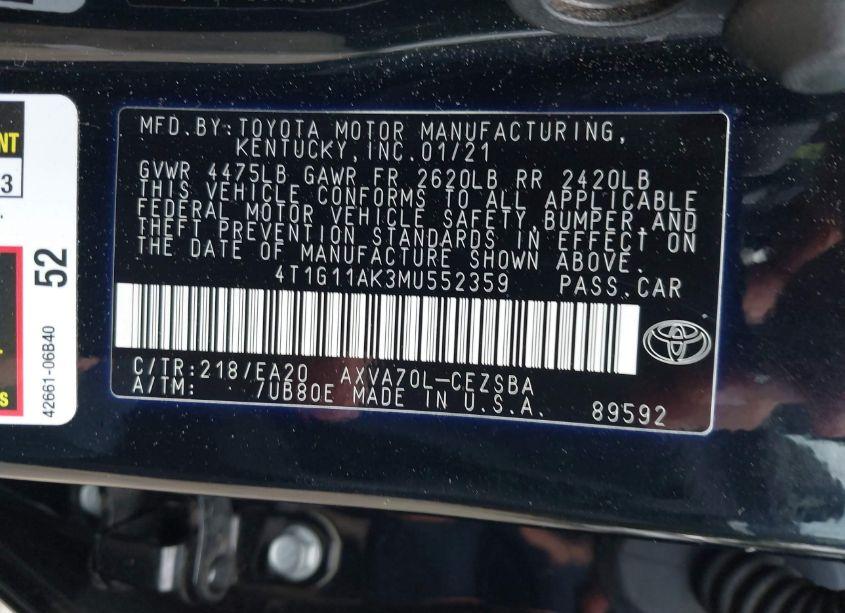 MFD.BY:TOYOTA MOTOR MANUFACTURING,
KENTUCKY, INC.01/21
GVWR 4475LB GAWR FR 2620LB RR 2420LB
THIS VEHICLE CONFORMS TO ALL APPLICABLE
FEDERAL MOTOR VEHICLE SAFETY,BUMPER,AND
THEFT PREVENTION STANDARDS IN EFFECT ON
THE DATE OF MANUFACTURE SHOWN ABOVE.
4T1G11AK3MU552359 PASS.CAR
C/TR:218/EA20 AXVA70L-CEZSBA
A/TM: -7UB80E MADE IN U.S.A. 89592
52
42661-06B40
3